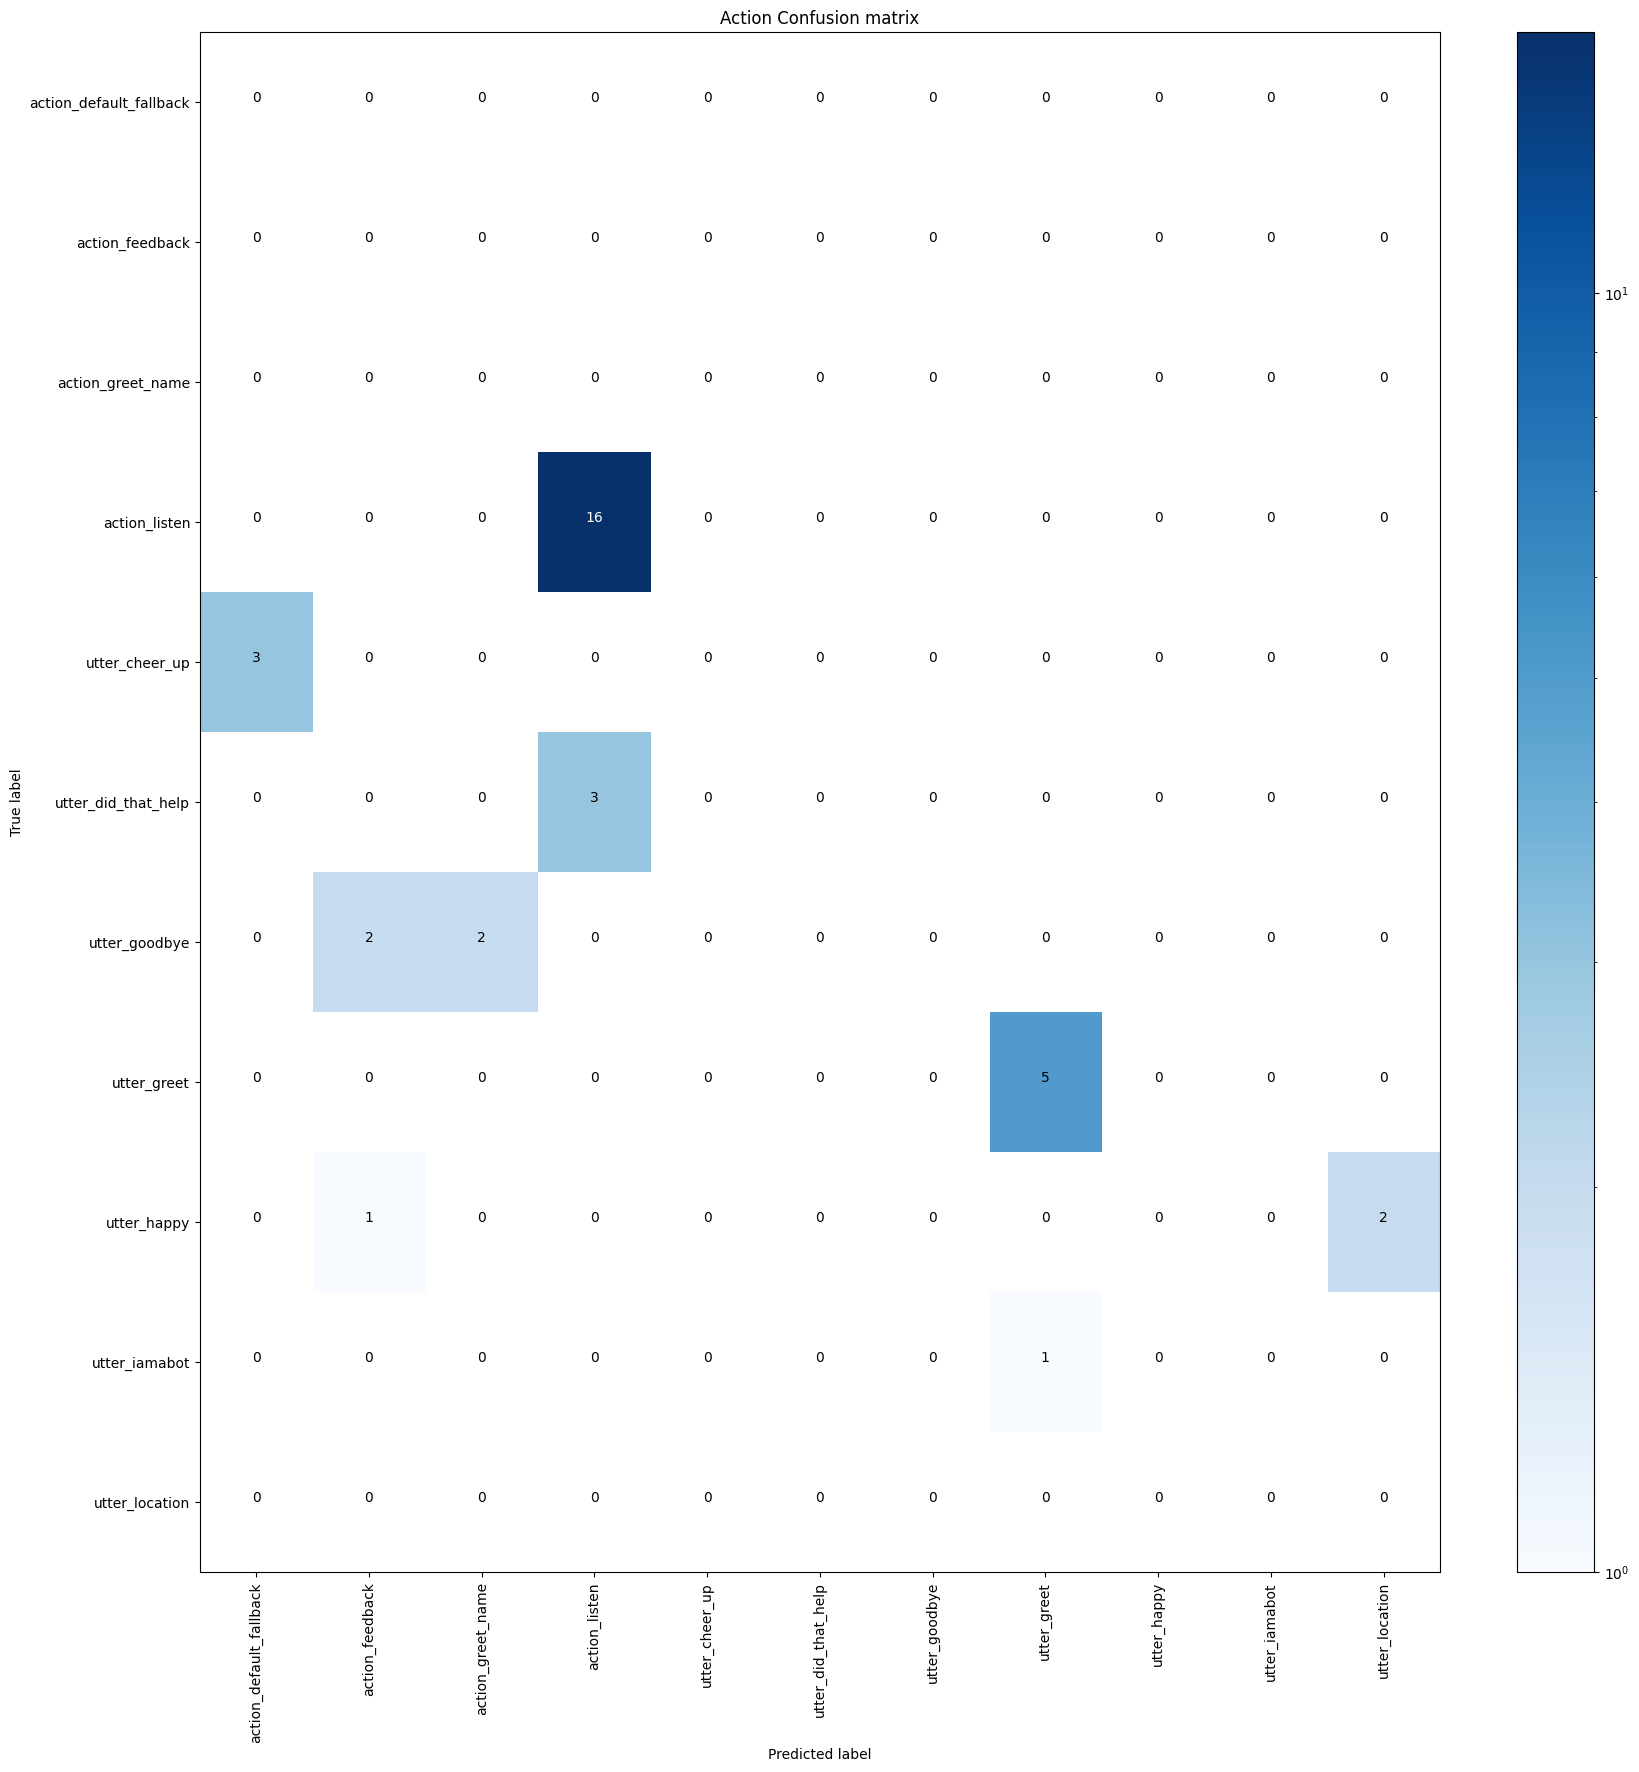 Action Confusion matrix
True label
action_default_fallback 0 0 0 0 0 0 0 0 0 0 0
action_feedback 0 0 0 0 0 0 0 0 0 0 0
action_greet_name 0 0 0 0 0 0 0 0 0 0 0
action_listen 0 0 0 16 0 0 0 0 0 0 0
utter_cheer_up 3 0 0 0 0 0 0 0 0 0 0
utter_did_that_help 0 0 0 3 0 0 0 0 0 0 0
utter_goodbye 0 2 2 0 0 0 0 0 0 0 0
utter_greet 0 0 0 0 0 0 0 5 0 0 0
utter_happy 0 1 0 0 0 0 0 0 0 0 2
utter_iamabot 0 0 0 0 0 0 0 1 0 0 0
utter_location 0 0 0 0 0 0 0 0 0 0 0
action_default_fallback
action_feedback
action_greet_name
action_listen
utter_cheer_up
utter_did_that_help
utter_goodbye
utter_greet
utter_happy
utter_iamabot
utter_location
Predicted label
10¹
10⁰